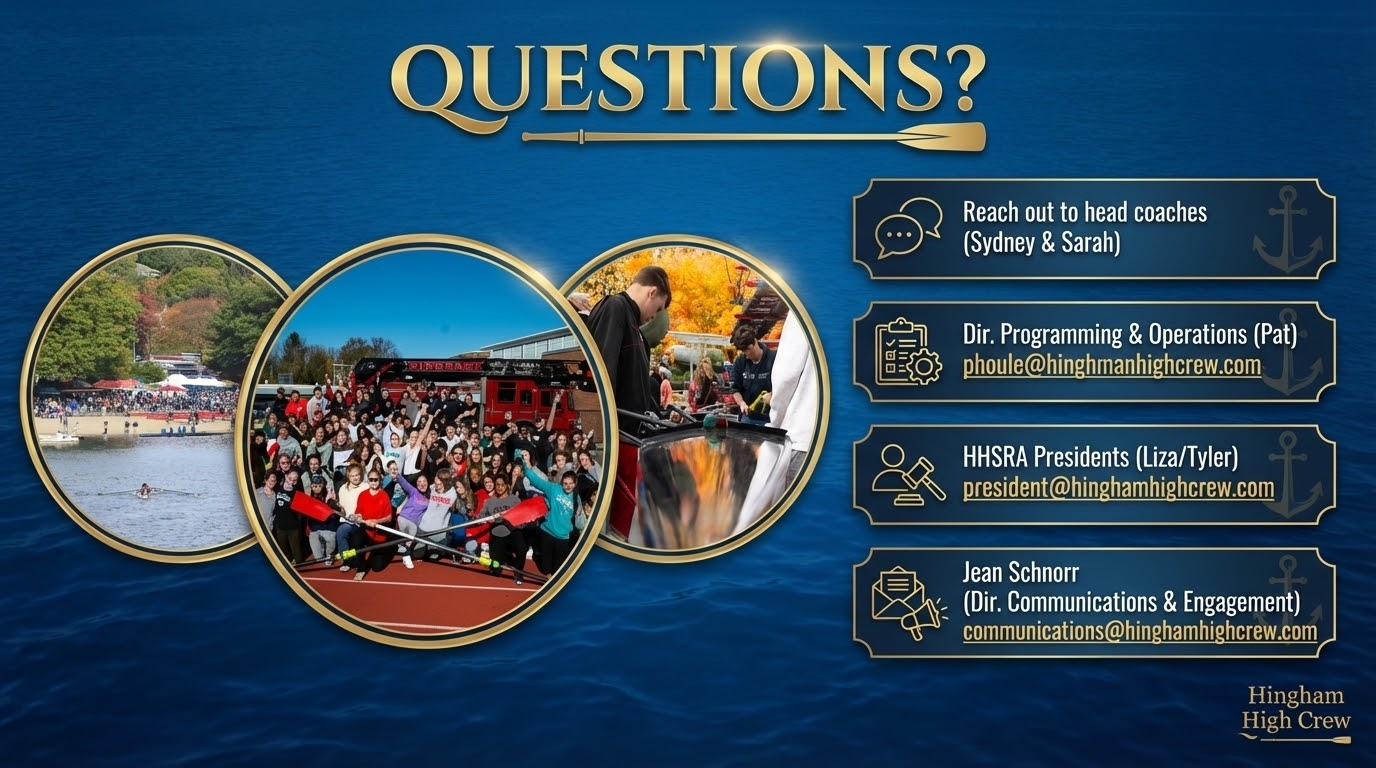 QUESTIONS?
Reach out to head coaches
(Sydney & Sarah)
Dir. Programming & Operations (Pat)
phoule@hinghmanhighcrew.com
HHSRA Presidents (Liza/Tyler)
president@hinghamhighcrew.com
Jean Schnorr
(Dir. Communications & Engagement)
communications@hinghamhighcrew.com
Hingham
High Crew